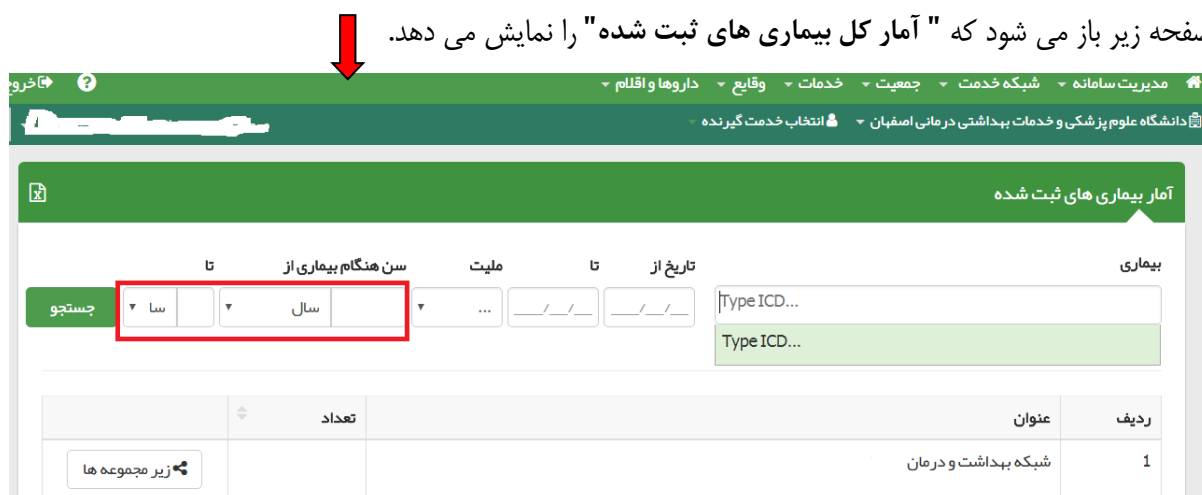 صفحه زیر باز می شود که " آمار کل بیماری های ثبت شده" را نمایش می دهد.
مدیریت سامانه شبکه خدمت جمعیت خدمات وقایع داروها و اقلام ? خروج
دانشگاه علوم پزشکی و خدمات بهداشتی درمانی اصفهان انتخاب خدمت گیرنده
آمار بیماری های ثبت شده
بیماری تاریخ از تا ملیت سن هنگام بیماری از تا
Type ICD... __/__/____ __/__/____ ... سال سا جستجو
Type ICD...
ردیف عنوان تعداد
1 شبکه بهداشت و درمان زیر مجموعه ها